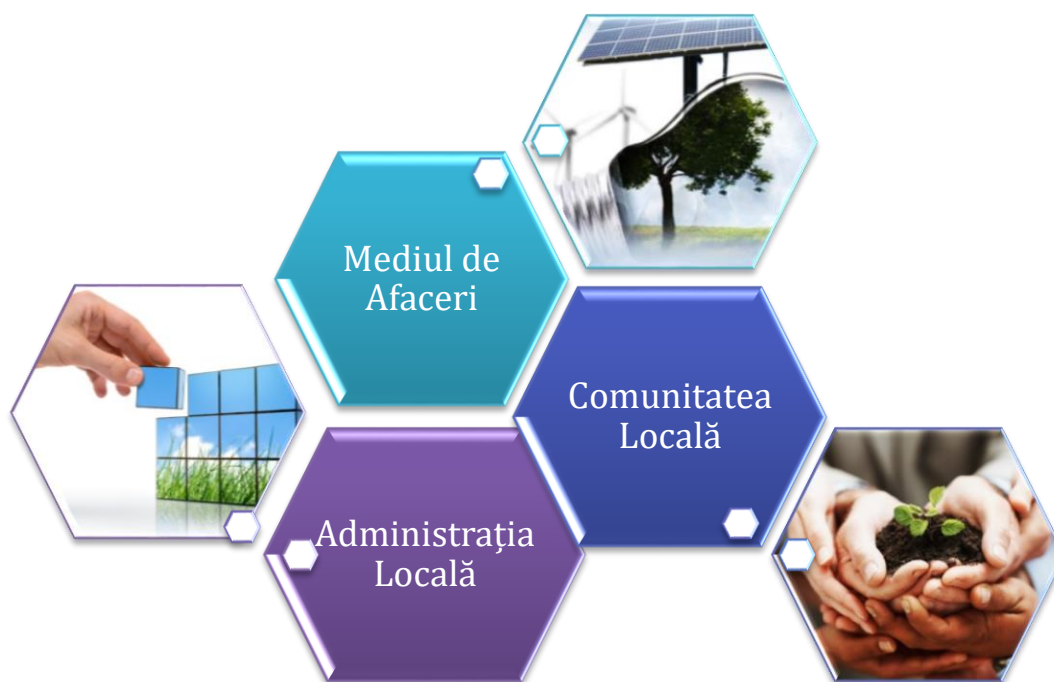 Mediul de
Afaceri
Comunitatea
Locală
Administrația
Locală